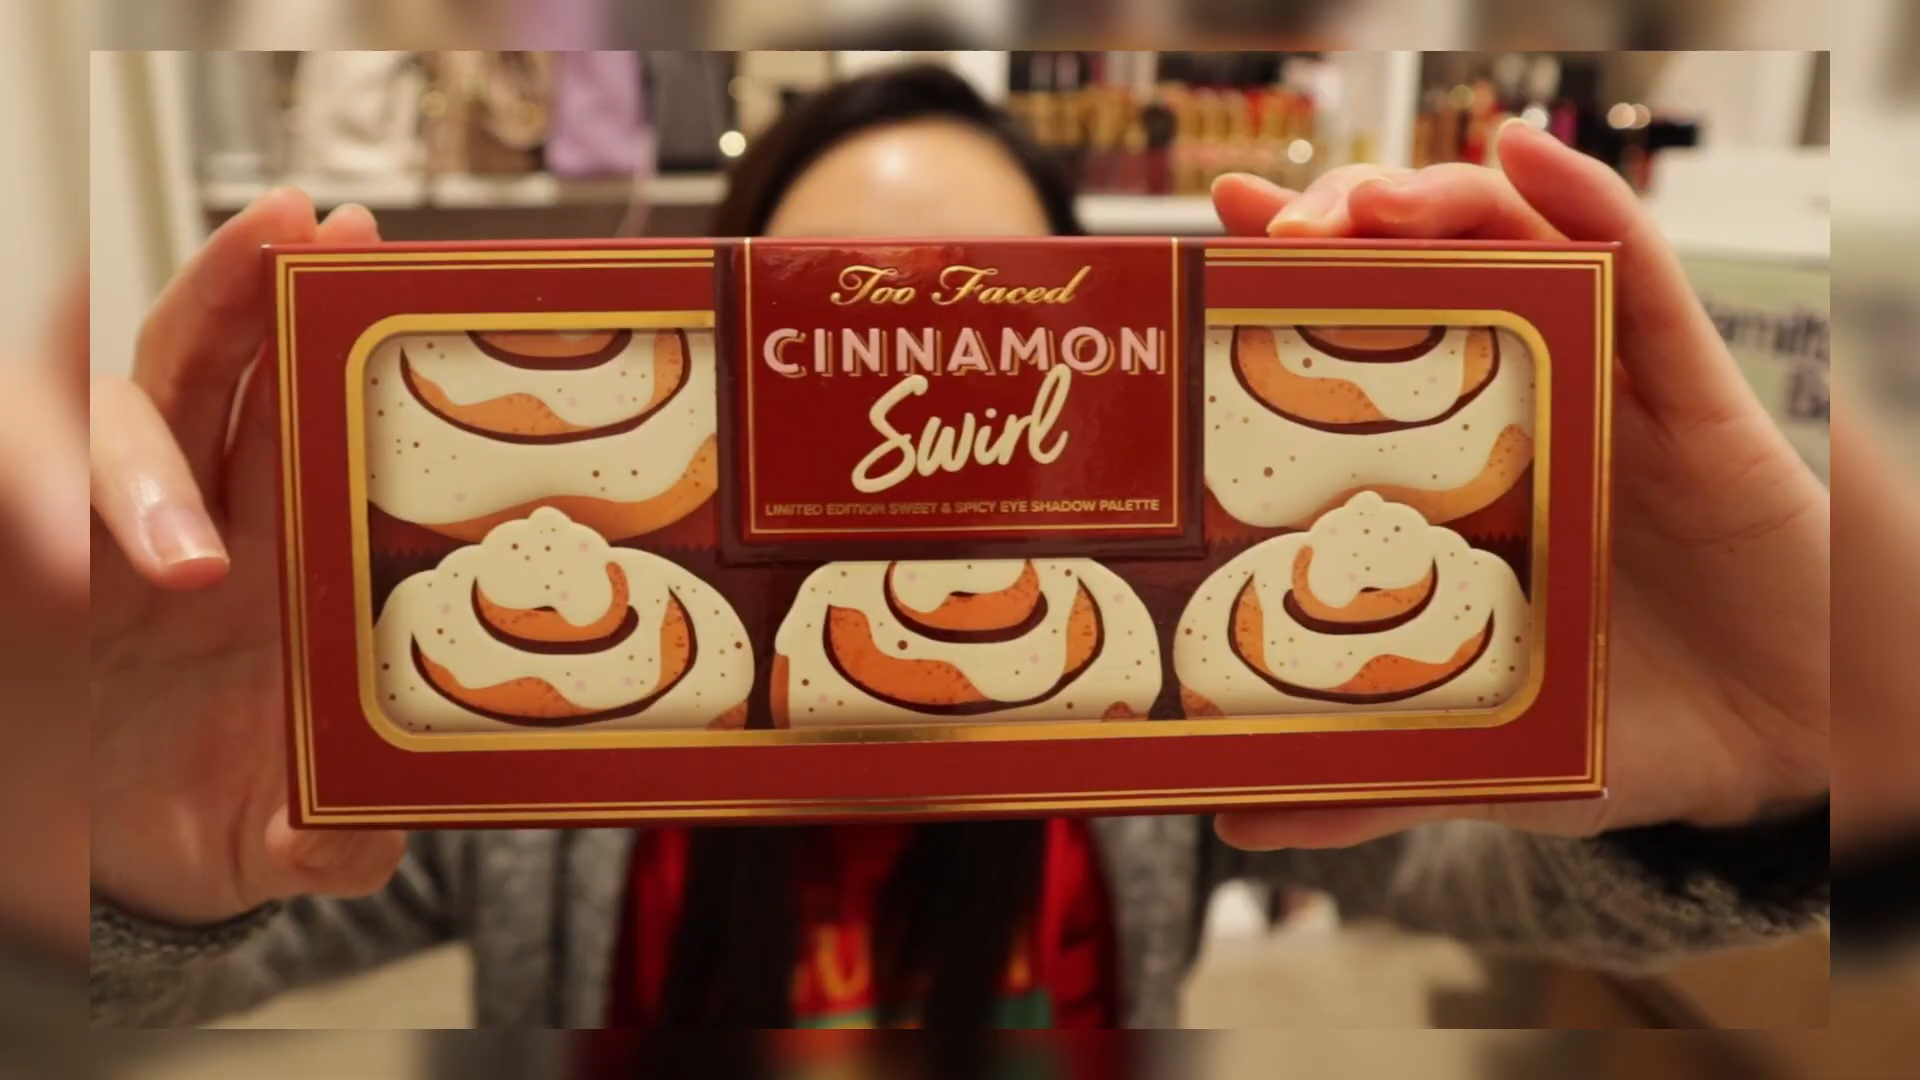 Too Faced
CINNAMON
Swirl
LIMITED EDITION SWEET & SPICY EYE SHADOW PALETTE